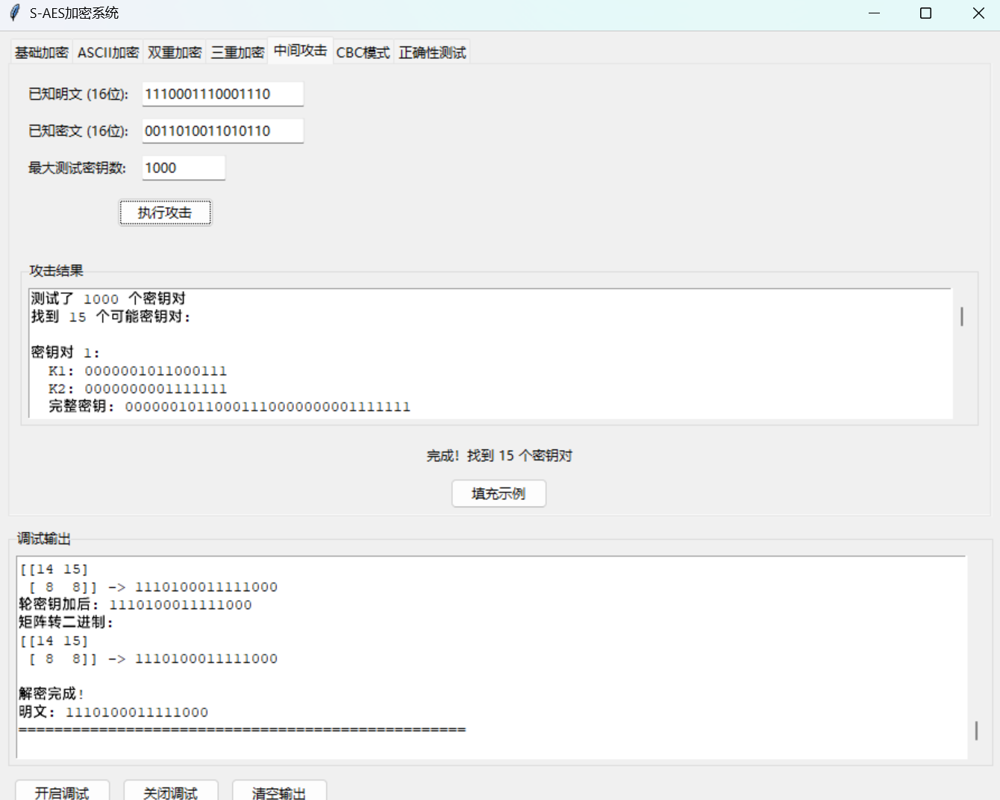 S-AES加密系统
基础加密 ASCII加密 双重加密 三重加密 中间攻击 CBC模式 正确性测试
已知明文 (16位): 1110001110001110
已知密文 (16位): 0011010011010110
最大测试密钥数: 1000
执行攻击
攻击结果
测试了 1000 个密钥对
找到 15 个可能密钥对:
密钥对 1:
K1: 0000001011000111
K2: 0000000001111111
完整密钥: 00000010110001110000000001111111
完成! 找到 15 个密钥对
填充示例
调试输出
[[14 15]
[ 8  8]] -> 1110100011111000
轮密钥加后: 1110100011111000
矩阵转二进制:
[[14 15]
[ 8  8]] -> 1110100011111000
解密完成!
明文: 1110100011111000
==================================================
开启调试 关闭调试 清空输出